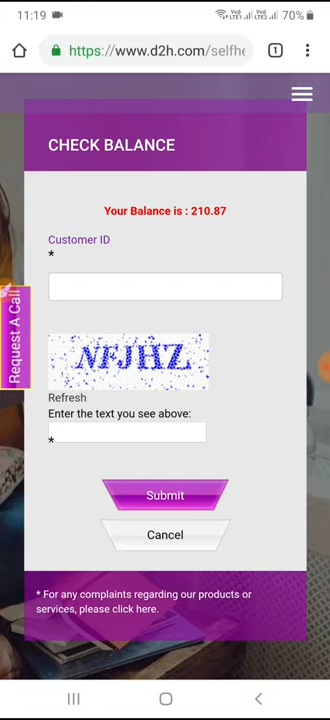 11:19
VoLTE1 VoLTE2 70%
https://www.d2h.com/selfhe
1
CHECK BALANCE
Your Balance is : 210.87
Customer ID
*
Request A Call
NFJHZ
Refresh
Enter the text you see above:
*
Submit
Cancel
* For any complaints regarding our products or
services, please click here.